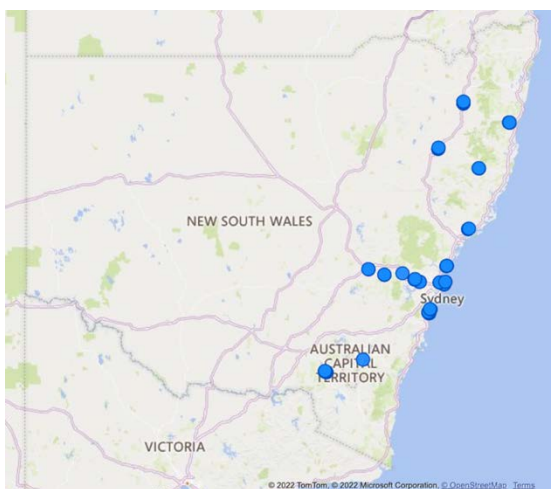 NEW SOUTH WALES
Sydney
AUSTRALIAN
CAPITAL
TERRITORY
VICTORIA
© 2022 TomTom, © 2022 Microsoft Corporation, © OpenStreetMap Terms